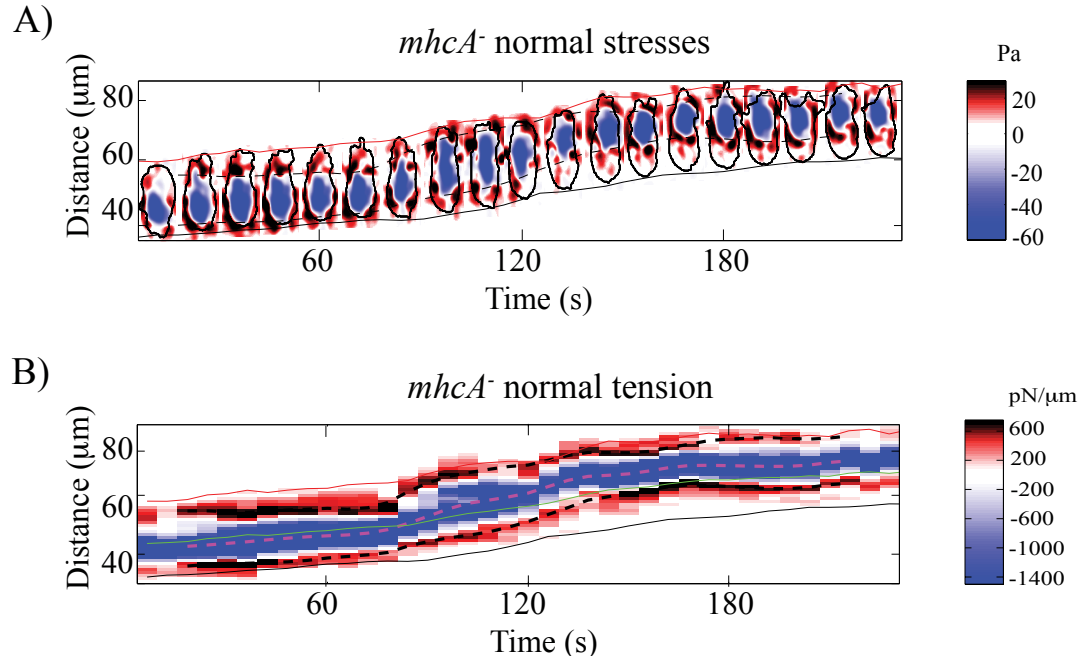 A)
mhcA- normal stresses
Pa
Distance (μm)
80
60
40
20
0
-20
-40
-60
60
120
180
Time (s)
B)
mhcA- normal tension
pN/μm
Distance (μm)
80
60
40
600
200
-200
-600
-1000
-1400
60
120
180
Time (s)